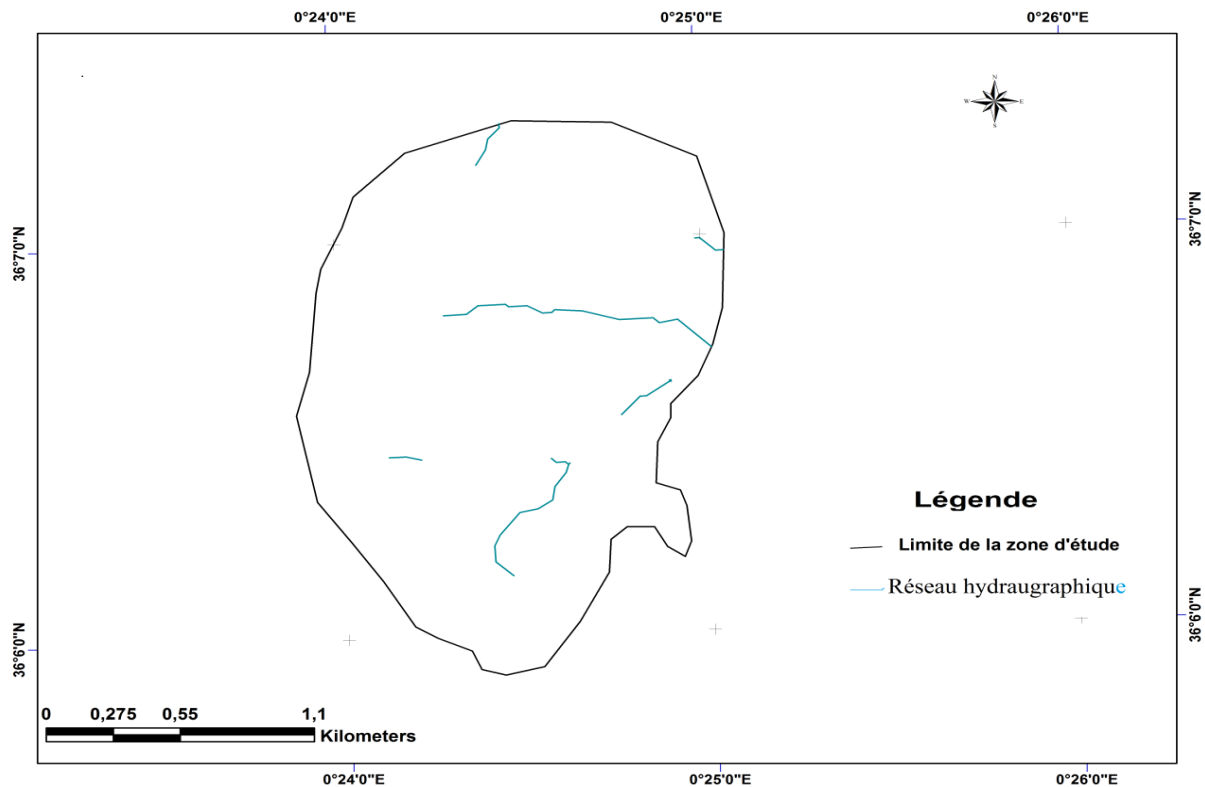 0°24'0"E 0°25'0"E 0°26'0"E
N
W E
S
36°7'0"N 36°7'0"N
Légende
Limite de la zone d'étude
Réseau hydraugraphique
36°6'0"N 36°6'0"N
0 0,275 0,55 1,1
Kilometers
0°24'0"E 0°25'0"E 0°26'0"E